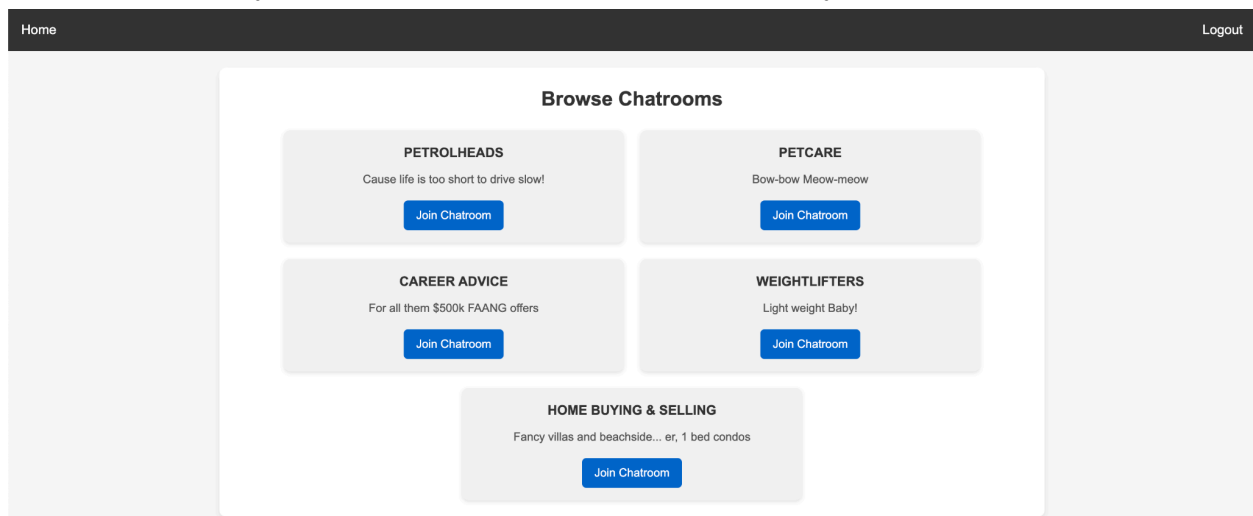 Home
Logout
Browse Chatrooms
PETROLHEADS
Cause life is too short to drive slow!
Join Chatroom
PETCARE
Bow-bow Meow-meow
Join Chatroom
CAREER ADVICE
For all them $500k FAANG offers
Join Chatroom
WEIGHTLIFTERS
Light weight Baby!
Join Chatroom
HOME BUYING & SELLING
Fancy villas and beachside... er, 1 bed condos
Join Chatroom